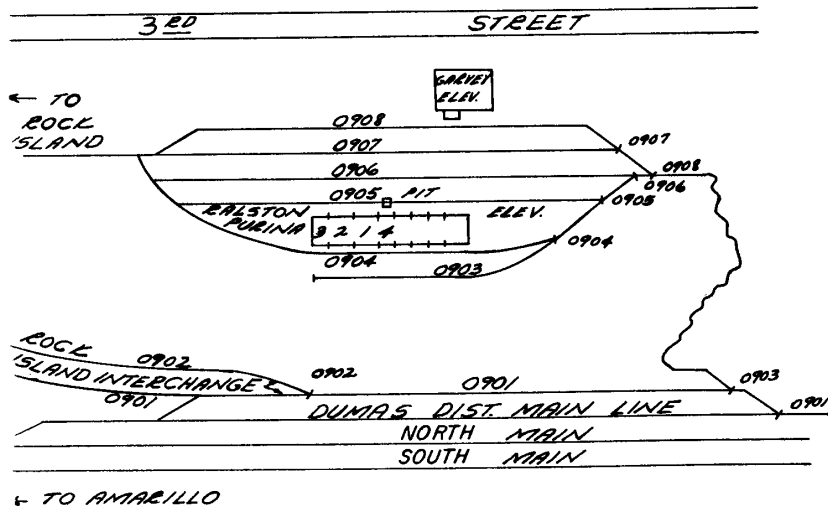 3RD STREET
GARVEY
ELEV.
← TO
ROCK
ISLAND
0908
0907
0907
0906
0908
0906
0905
PIT
0905
RALSTON
PURINA
ELEV.
3 2 1 4
0904
0904
0903
ROCK
ISLAND INTERCHANGE
0902
0902
0901
0903
0901
DUMAS DIST. MAIN LINE
0901
NORTH MAIN
SOUTH MAIN
← TO AMARILLO